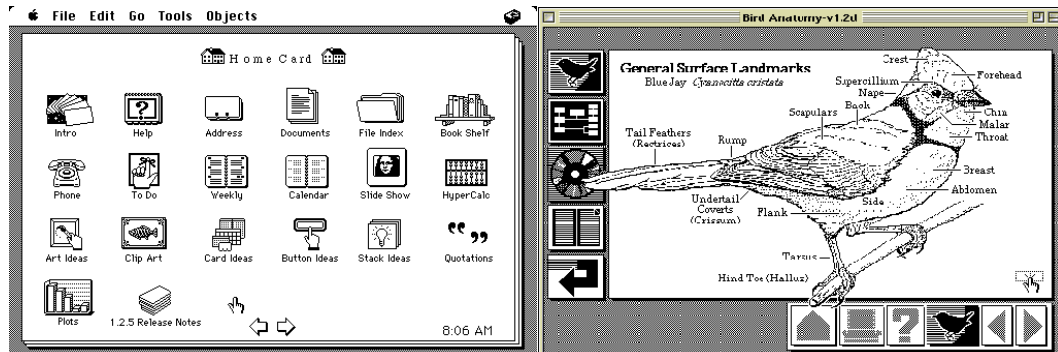 File Edit Go Tools Objects
Home Card
Intro Help Address Documents File Index Book Shelf
Phone To Do Weekly Calendar Slide Show HyperCalc
Art Ideas Clip Art Card Ideas Button Ideas Stack Ideas Quotations
Plots 1.2.5 Release Notes
8:06 AM
Bird Anatomy-v1.2d
General Surface Landmarks
Blue Jay Cyanocitta cristata
Crest
Forehead
Supercillium
Nape
Chin
Malar
Throat
Back
Scapulars
Tail Feathers
(Rectrices)
Rump
Breast
Abdomen
Side
Undertail
Coverts
(Crissum)
Flank
Tarsus
Hind Toe (Hallux)